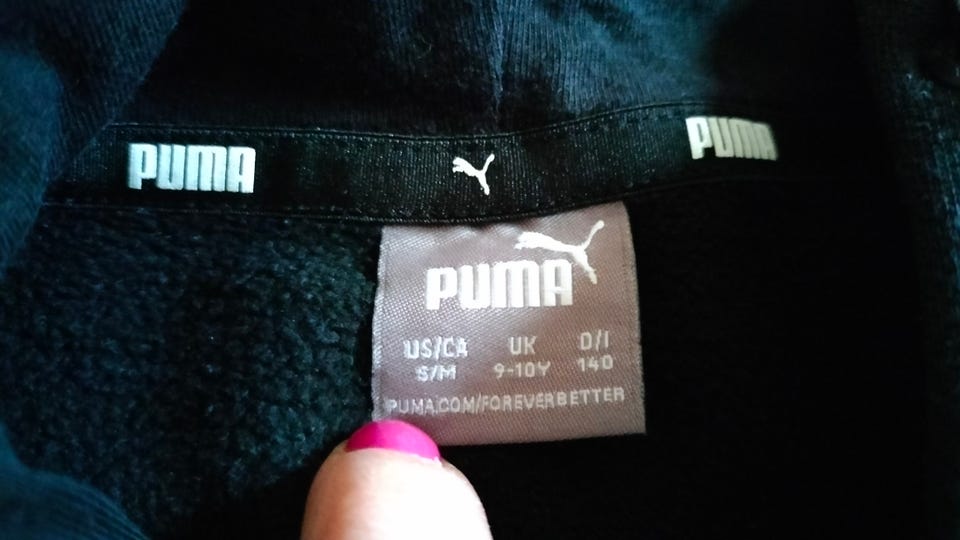 PUMA PUMA
PUMA
US/CA UK D/I
S/M 9-10Y 140
PUMA.COM/FOREVERBETTER